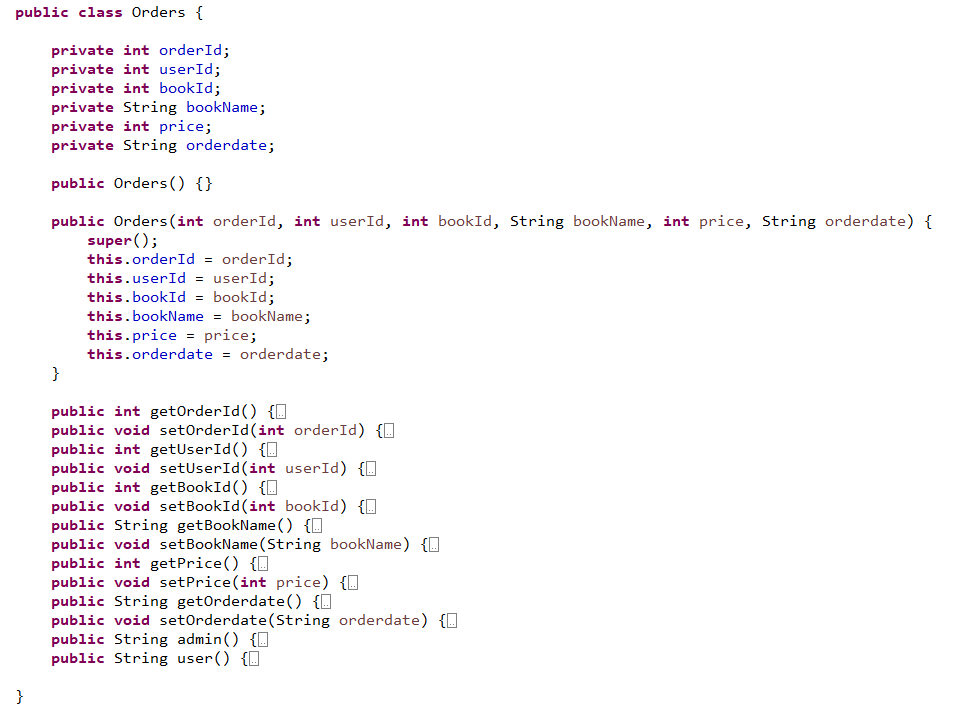 public class Orders {
private int orderId;
private int userId;
private int bookId;
private String bookName;
private int price;
private String orderdate;
public Orders() {}
public Orders(int orderId, int userId, int bookId, String bookName, int price, String orderdate) {
super();
this.orderId = orderId;
this.userId = userId;
this.bookId = bookId;
this.bookName = bookName;
this.price = price;
this.orderdate = orderdate;
}
public int getOrderId() {
public void setOrderId(int orderId) {
public int getUserId() {
public void setUserId(int userId) {
public int getBookId() {
public void setBookId(int bookId) {
public String getBookName() {
public void setBookName(String bookName) {
public int getPrice() {
public void setPrice(int price) {
public String getOrderdate() {
public void setOrderdate(String orderdate) {
public String admin() {
public String user() {
}